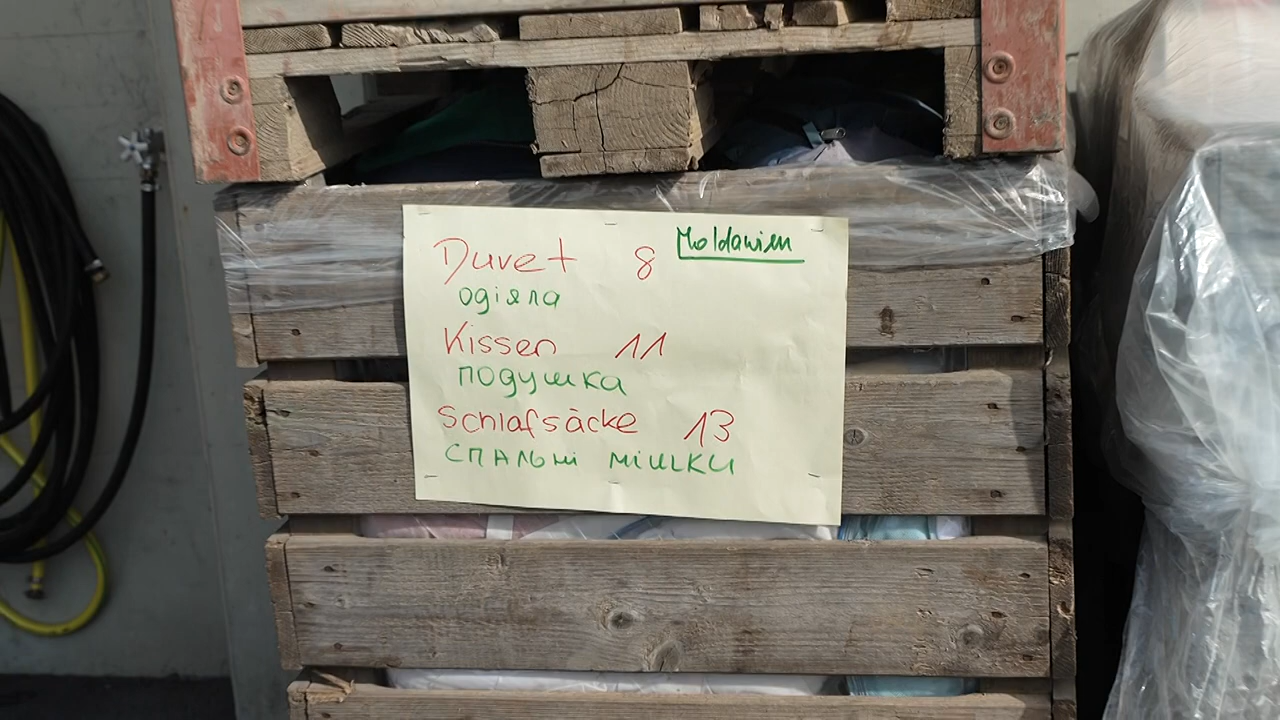 Duvet 8 Moldawien
одіяла
Kissen 11
подушка
Schlafsäcke 13
спальні мішки